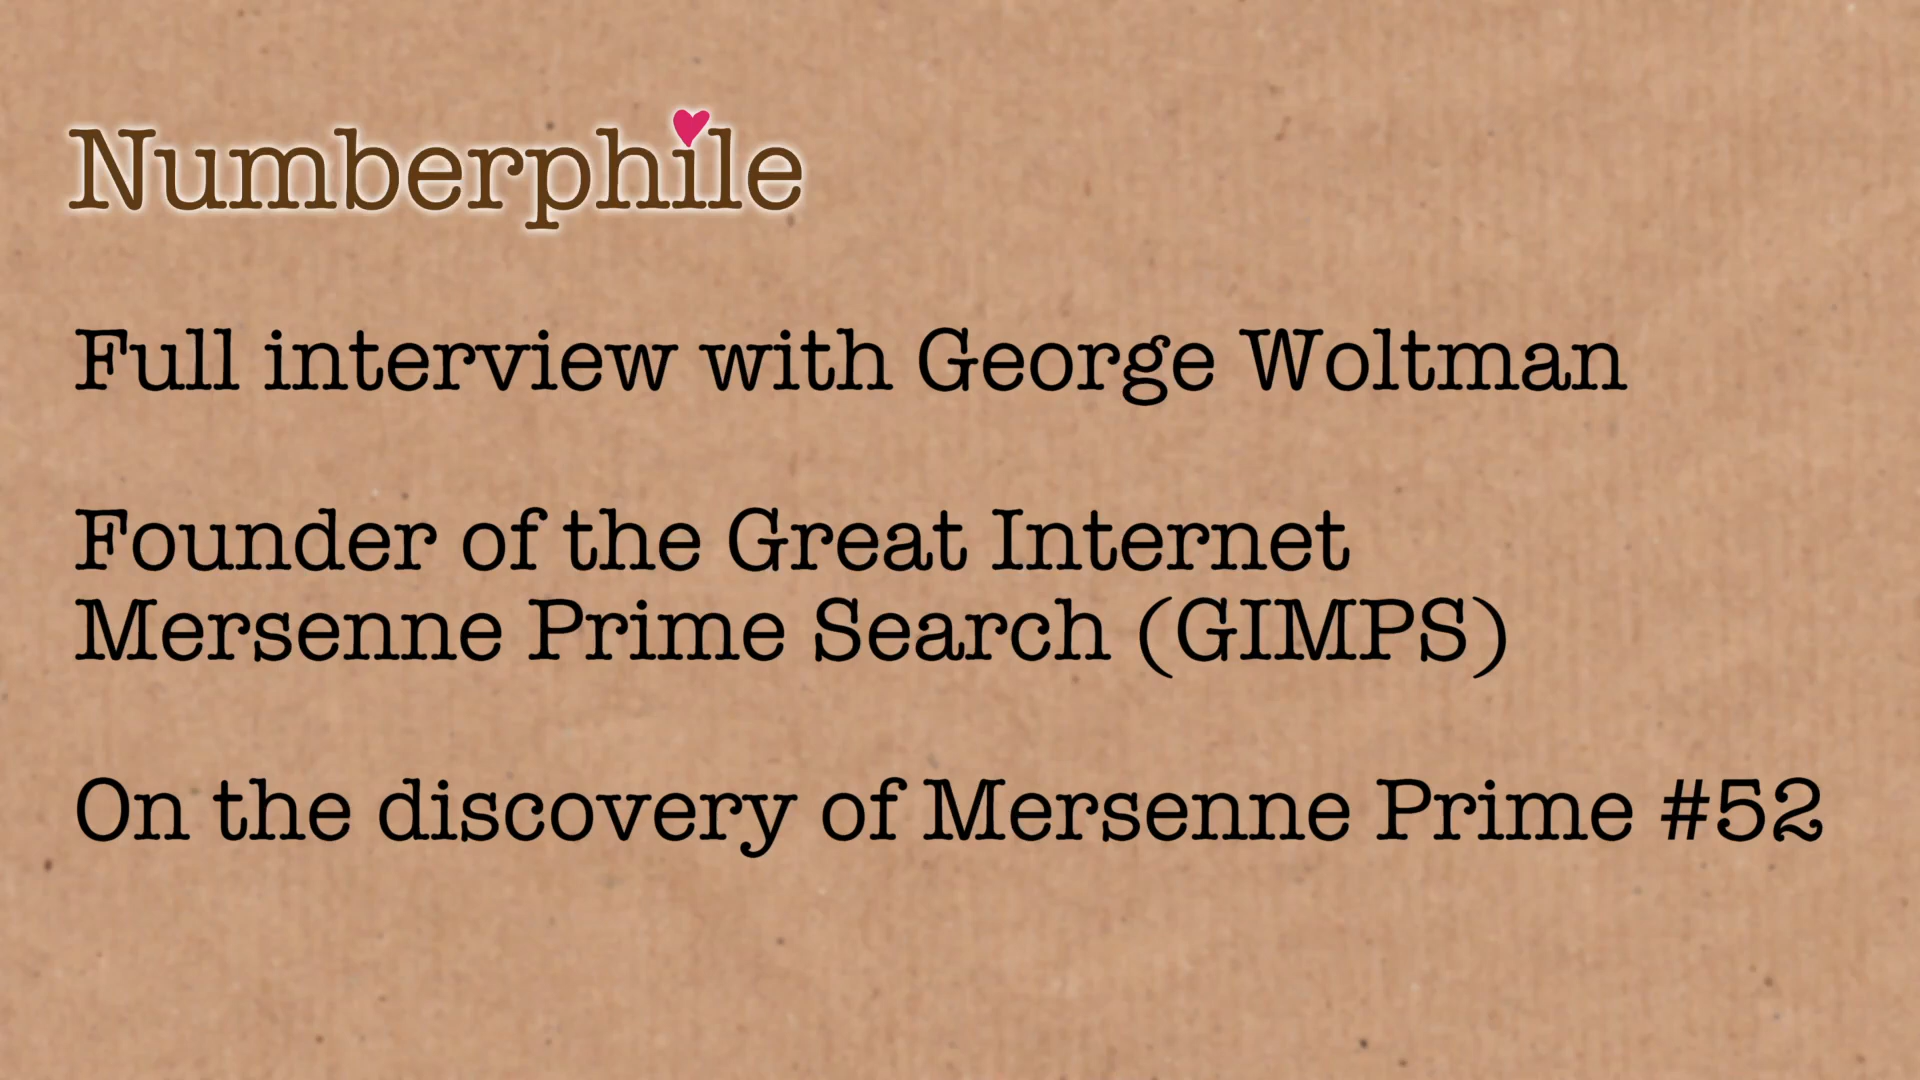 Numberphile
Full interview with George Woltman
Founder of the Great Internet
Mersenne Prime Search (GIMPS)
On the discovery of Mersenne Prime #52